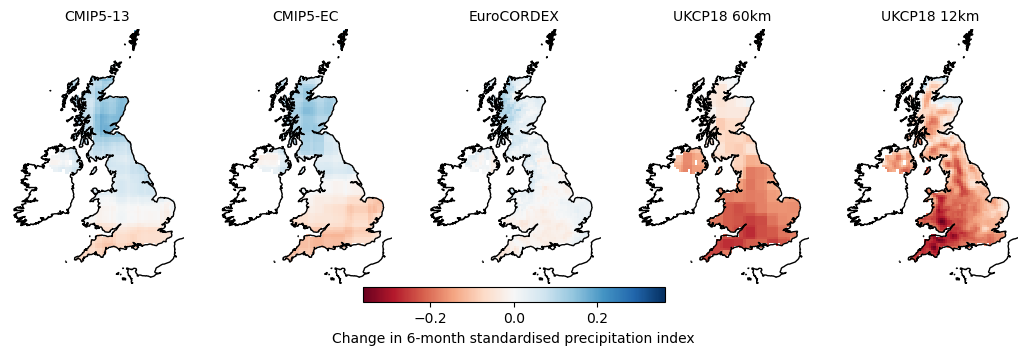 CMIP5-13 CMIP5-EC EuroCORDEX UKCP18 60km UKCP18 12km
−0.2 0.0 0.2
Change in 6-month standardised precipitation index